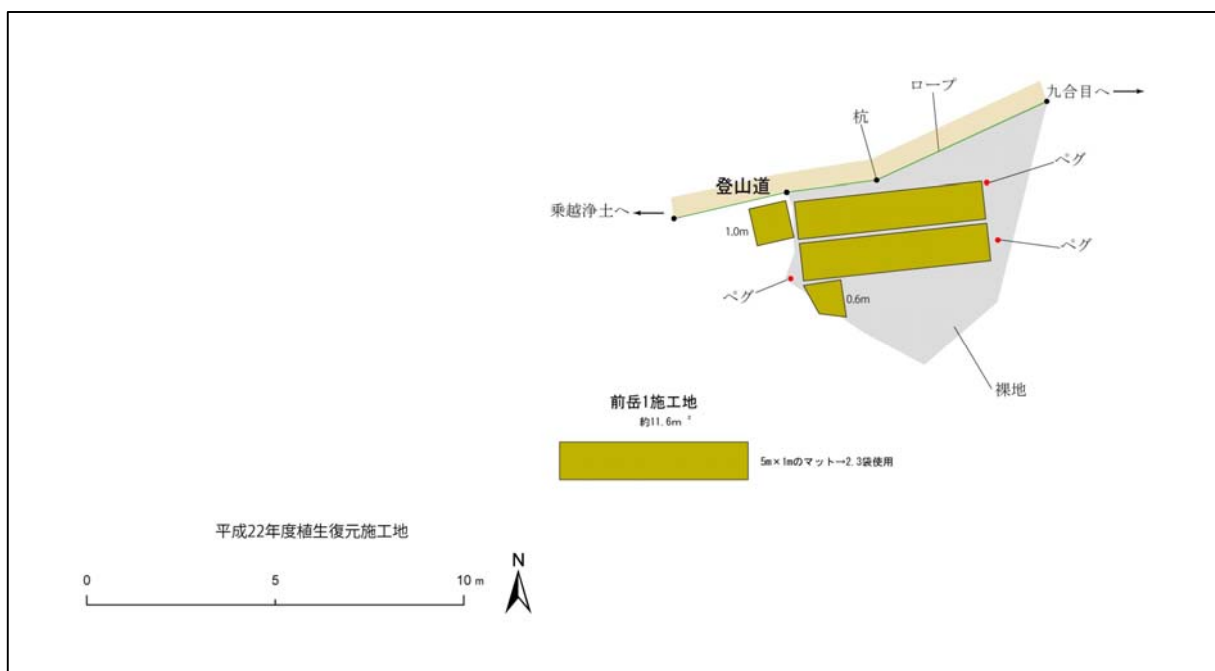 ロープ
九合目へ
杭
ペグ
登山道
乗越浄土へ
1.0m
ペグ
ペグ
0.6m
裸地
前岳1施工地
約11.6m²
5m×1mのマット→2.3袋使用
平成22年度植生復元施工地
N
0 5 10 m